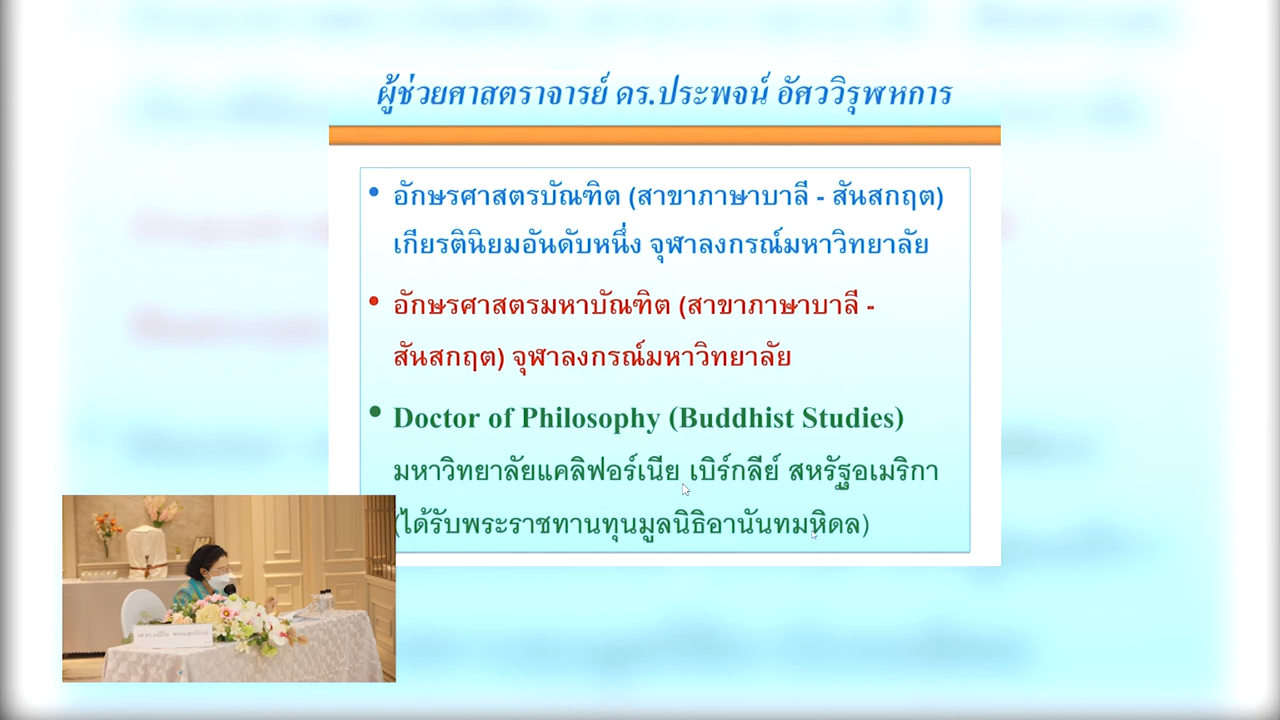 ผู้ช่วยศาสตราจารย์ ดร.ประพจน์ อัศววิรุฬหการ
• อักษรศาสตรบัณฑิต (สาขาภาษาบาลี - สันสกฤต)
เกียรตินิยมอันดับหนึ่ง จุฬาลงกรณ์มหาวิทยาลัย
• อักษรศาสตรมหาบัณฑิต (สาขาภาษาบาลี -
สันสกฤต) จุฬาลงกรณ์มหาวิทยาลัย
• Doctor of Philosophy (Buddhist Studies)
มหาวิทยาลัยแคลิฟอร์เนีย เบิร์กลีย์ สหรัฐอเมริกา
(ได้รับพระราชทานทุนมูลนิธิอานันทมหิดล)